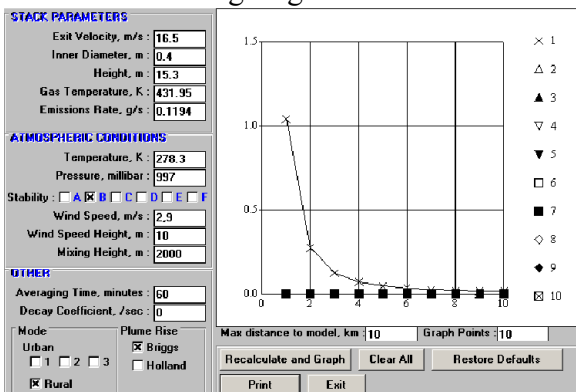 STACK PARAMETERS
Exit Velocity, m/s : 16.5
Inner Diameter, m : 0.4
Height, m : 15.3
Gas Temperature, K : 431.95
Emissions Rate, g/s : 0.1194
ATMOSPHERIC CONDITIONS
Temperature, K : 278.3
Pressure, millibar : 997
Stability : A B C D E F
Wind Speed, m/s : 2,9
Wind Speed Height, m : 10
Mixing Height, m : 2000
OTHER
Averaging Time, minutes : 60
Decay Coefficient, /sec : 0
Mode
Urban
1 2 3
Rural
Plume Rise
Briggs
Holland
1.5
1.0
0.5
0.0
0 2 4 6 8 10
1
2
3
4
5
6
7
8
9
10
Max distance to model, km : 10 Graph Points : 10
Recalculate and Graph Clear All Restore Defaults
Print Exit